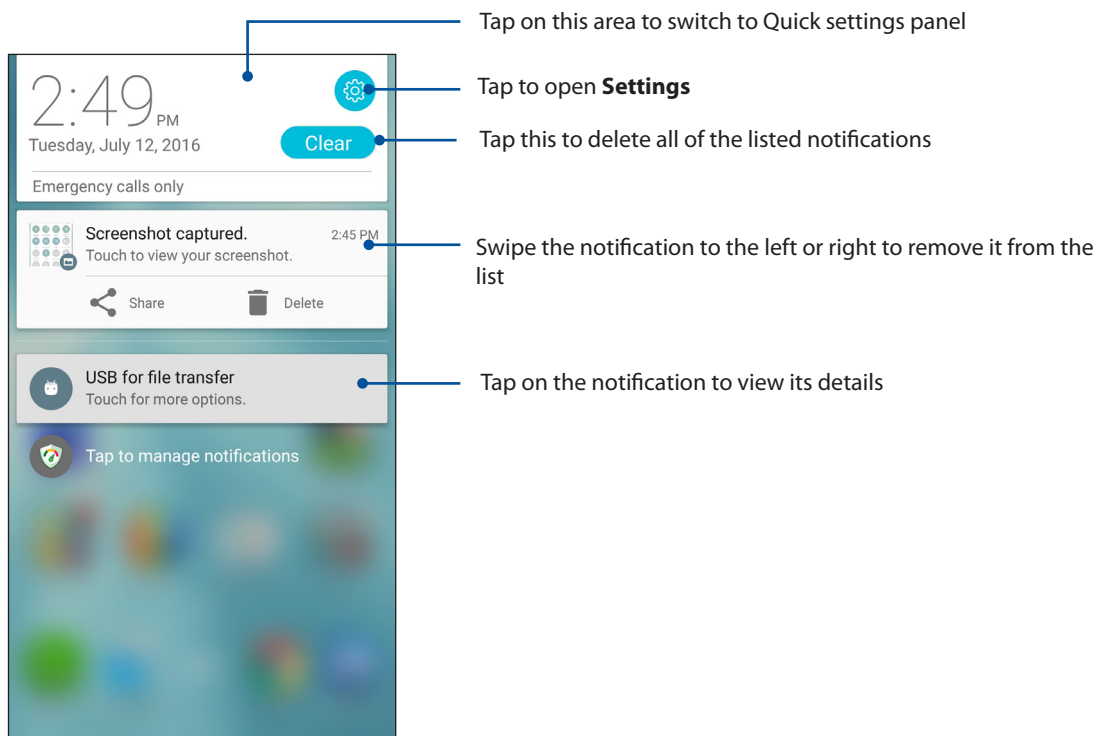 Tap on this area to switch to Quick settings panel
2:49 PM
Tap to open Settings
Tuesday, July 12, 2016
Clear
Tap this to delete all of the listed notifications
Emergency calls only
Screenshot captured.
2:45 PM
Touch to view your screenshot.
Swipe the notification to the left or right to remove it from the
list
Share
Delete
USB for file transfer
Touch for more options.
Tap on the notification to view its details
Tap to manage notifications